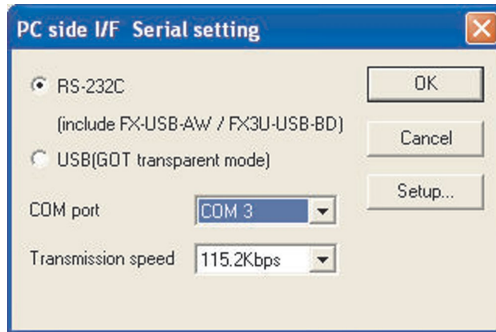 PC side I/F Serial setting
RS-232C
(include FX-USB-AW / FX3U-USB-BD)
USB(GOT transparent mode)
COM port
COM 3
Transmission speed
115.2Kbps
OK
Cancel
Setup...